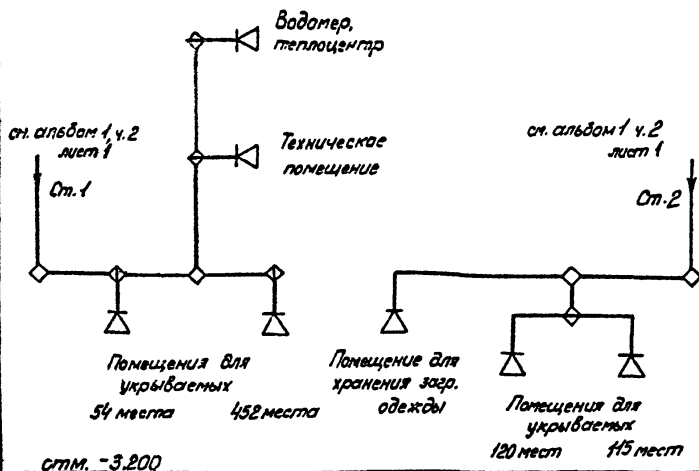 Водомер,
теплоцентр
см. альбом 1, ч.2
лист 1
Ст.1
Техническое
помещение
см. альбом 1 ч.2
лист 1
Ст.2
Помещения для
укрываемых
54 места
452 места
Помещение для
хранения загр.
одежды
Помещения для
укрываемых
120 мест
115 мест
отм. -3.200